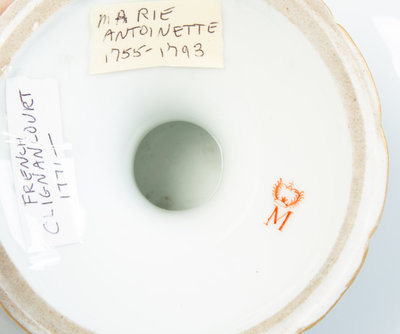 MARIE
ANTOINETTE
1755-1793
FRENCH
CLIGNANCOURT
1771-
M